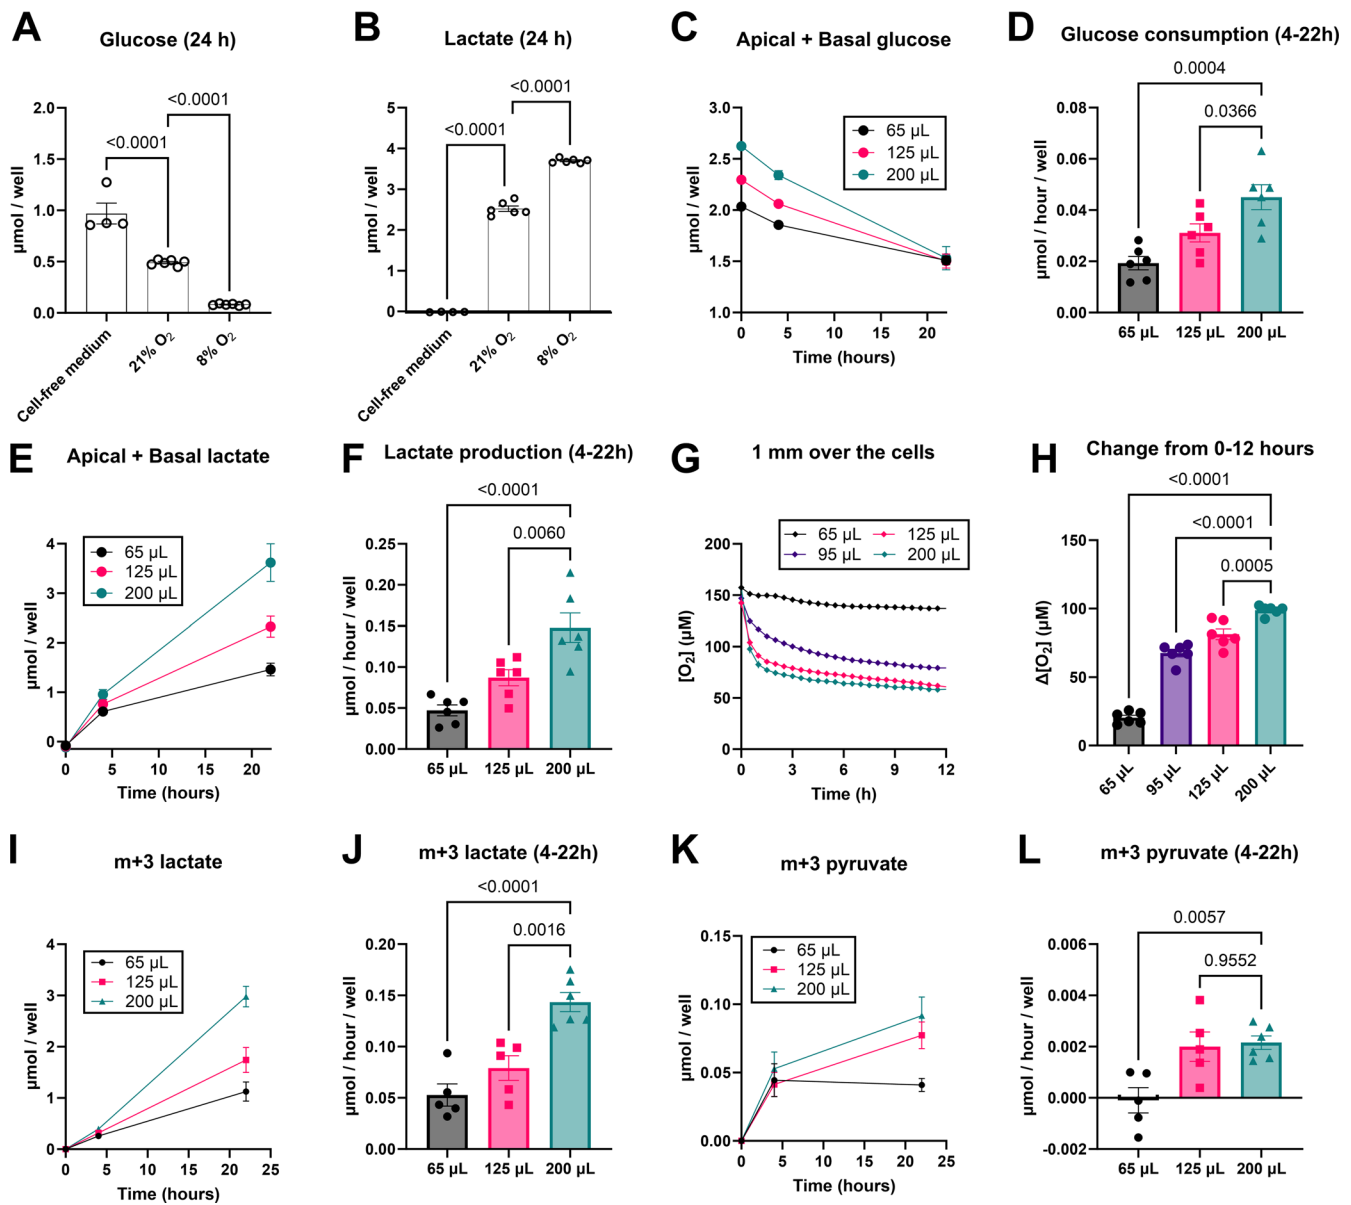 A
Glucose (24 h)
<0.0001
<0.0001
2.0
1.5
1.0
0.5
0.0
µmol / well
Cell-free medium
21% O₂
8% O₂
B
Lactate (24 h)
<0.0001
<0.0001
5
4
3
2
1
0
µmol / well
Cell-free medium
21% O₂
8% O₂
C
Apical + Basal glucose
3.0
2.5
2.0
1.5
1.0
µmol / well
65 µL
125 µL
200 µL
0 5 10 15 20
Time (hours)
D
Glucose consumption (4-22h)
0.0004
0.0366
0.08
0.06
0.04
0.02
0.00
µmol / hour / well
65 µL 125 µL 200 µL
E
Apical + Basal lactate
4
3
2
1
0
µmol / well
65 µL
125 µL
200 µL
0 5 10 15 20
Time (hours)
F
Lactate production (4-22h)
<0.0001
0.0060
0.25
0.20
0.15
0.10
0.05
0.00
µmol / hour / well
65 µL 125 µL 200 µL
G
1 mm over the cells
65 µL 125 µL
95 µL 200 µL
200
150
100
50
0
[O₂] (µM)
0 3 6 9 12
Time (h)
H
Change from 0-12 hours
<0.0001
<0.0001
0.0005
150
100
50
0
Δ[O₂] (µM)
65 µL
95 µL
125 µL
200 µL
I
m+3 lactate
4
3
2
1
0
µmol / well
65 µL
125 µL
200 µL
0 5 10 15 20 25
Time (hours)
J
m+3 lactate (4-22h)
<0.0001
0.0016
0.20
0.15
0.10
0.05
0.00
µmol / hour / well
65 µL 125 µL 200 µL
K
m+3 pyruvate
0.15
0.10
0.05
0.00
µmol / well
65 µL
125 µL
200 µL
0 5 10 15 20 25
Time (hours)
L
m+3 pyruvate (4-22h)
0.0057
0.9552
0.006
0.004
0.002
0.000
-0.002
µmol / hour / well
65 µL 125 µL 200 µL